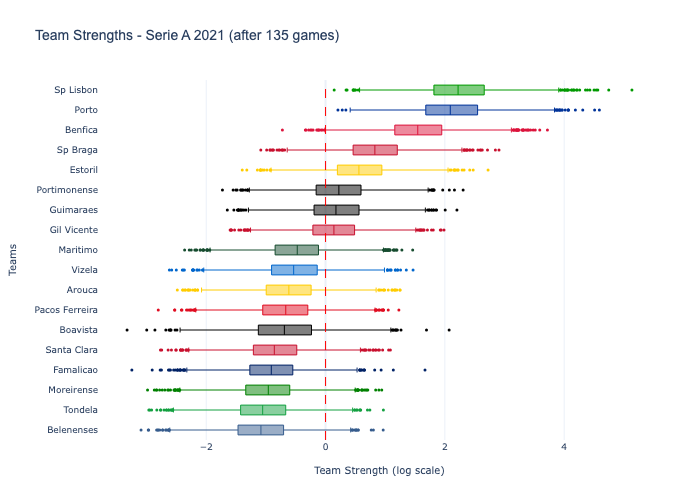 Team Strengths - Serie A 2021 (after 135 games)
Sp Lisbon
Porto
Benfica
Sp Braga
Estoril
Portimonense
Guimaraes
Gil Vicente
Maritimo
Vizela
Arouca
Pacos Ferreira
Boavista
Santa Clara
Famalicao
Moreirense
Tondela
Belenenses
Teams
−2 0 2 4
Team Strength (log scale)